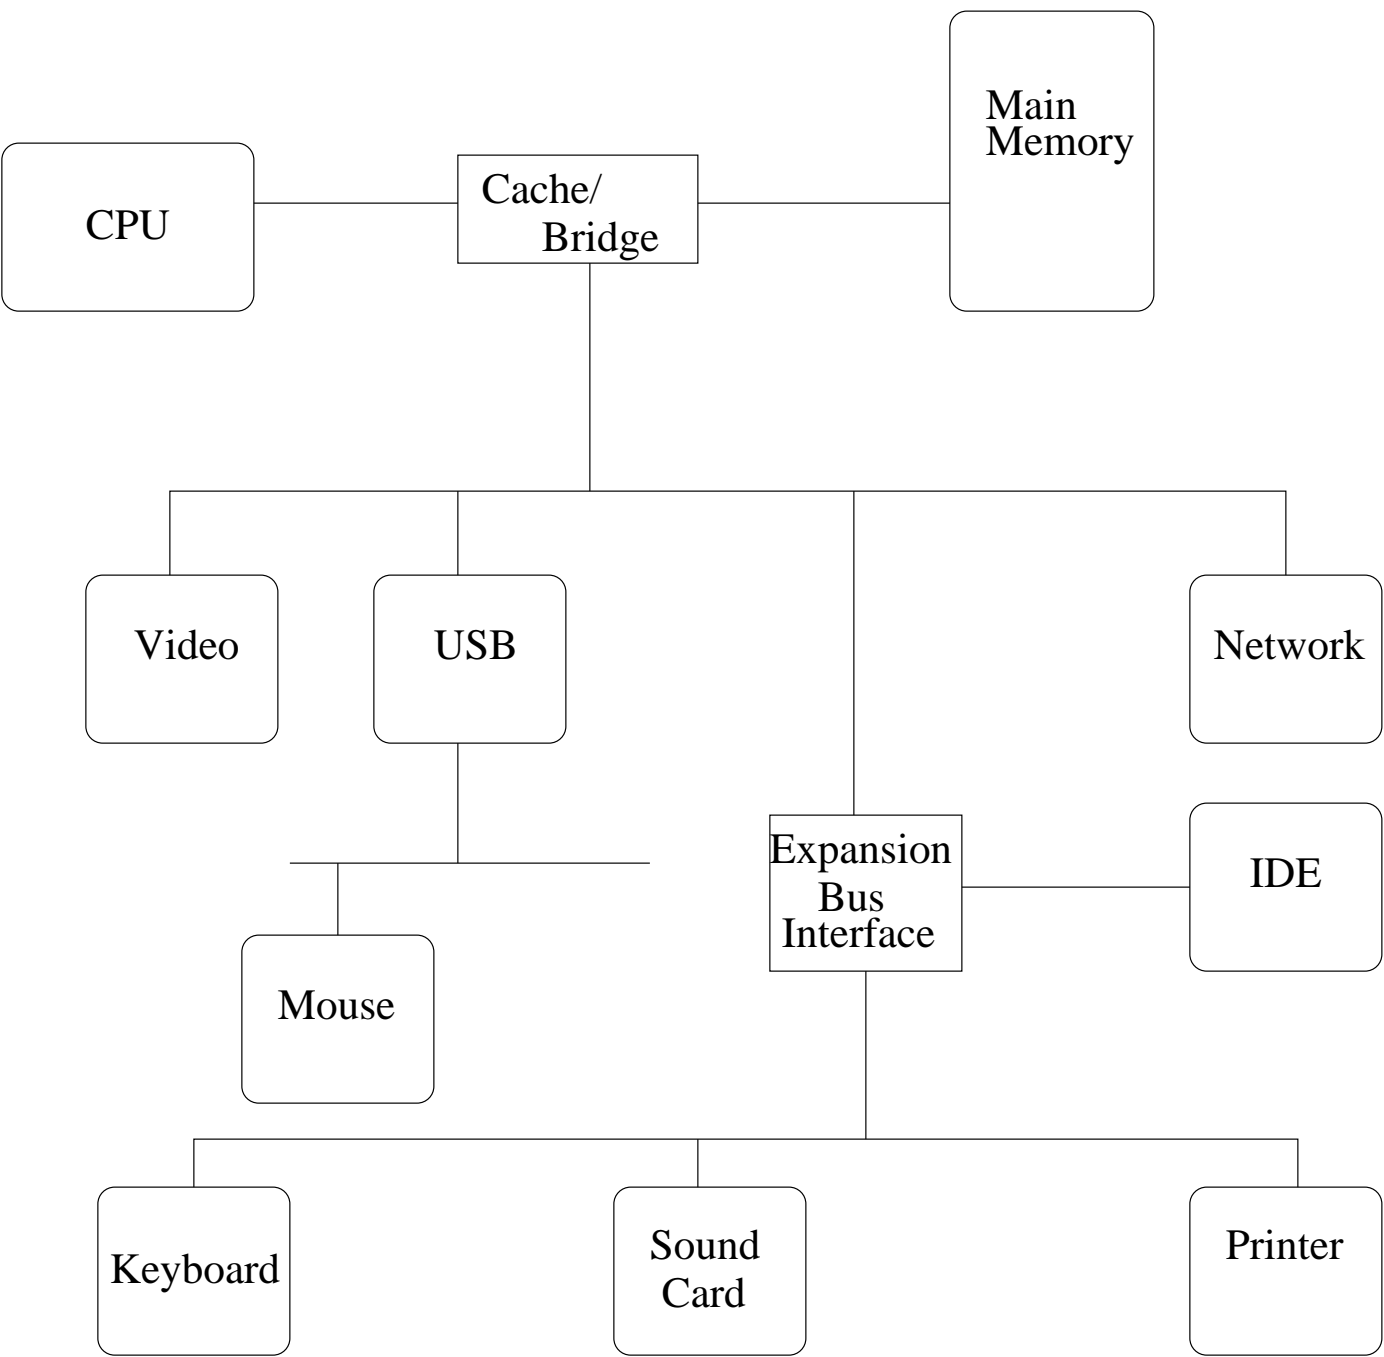 Main
Memory
CPU
Cache/
Bridge
Video
USB
Network
Expansion
Bus
Interface
IDE
Mouse
Keyboard
Sound
Card
Printer